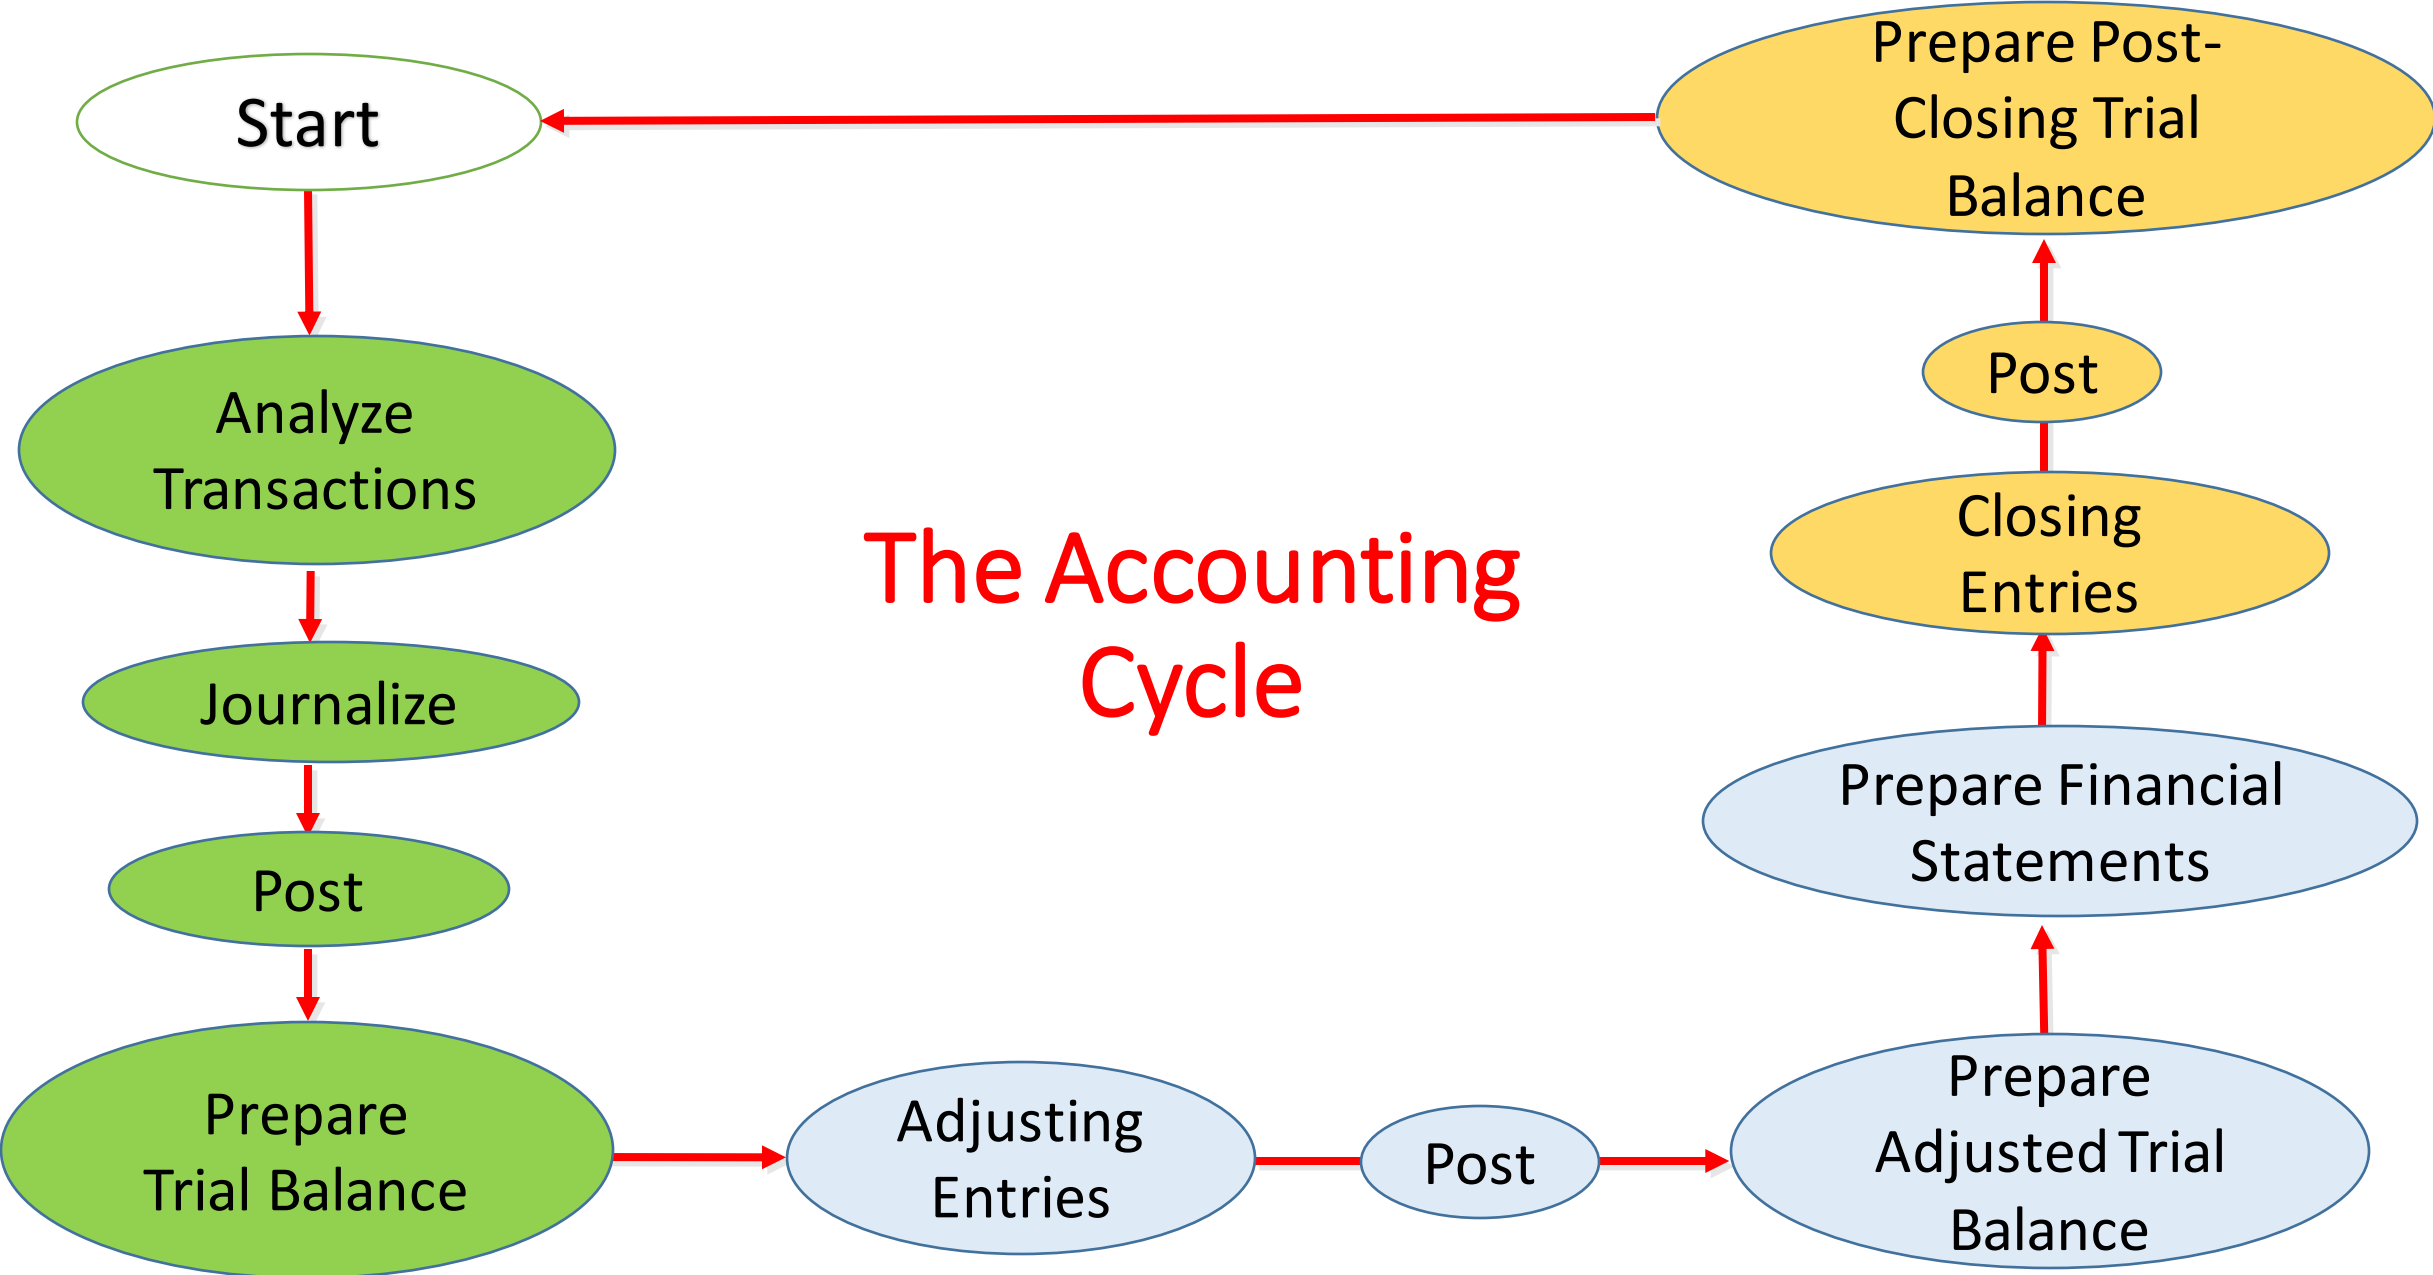 Start
Analyze
Transactions
Journalize
Post
Prepare
Trial Balance
Adjusting
Entries
Post
Prepare
Adjusted Trial
Balance
Prepare Financial
Statements
Closing
Entries
Post
Prepare Post-
Closing Trial
Balance
The Accounting
Cycle